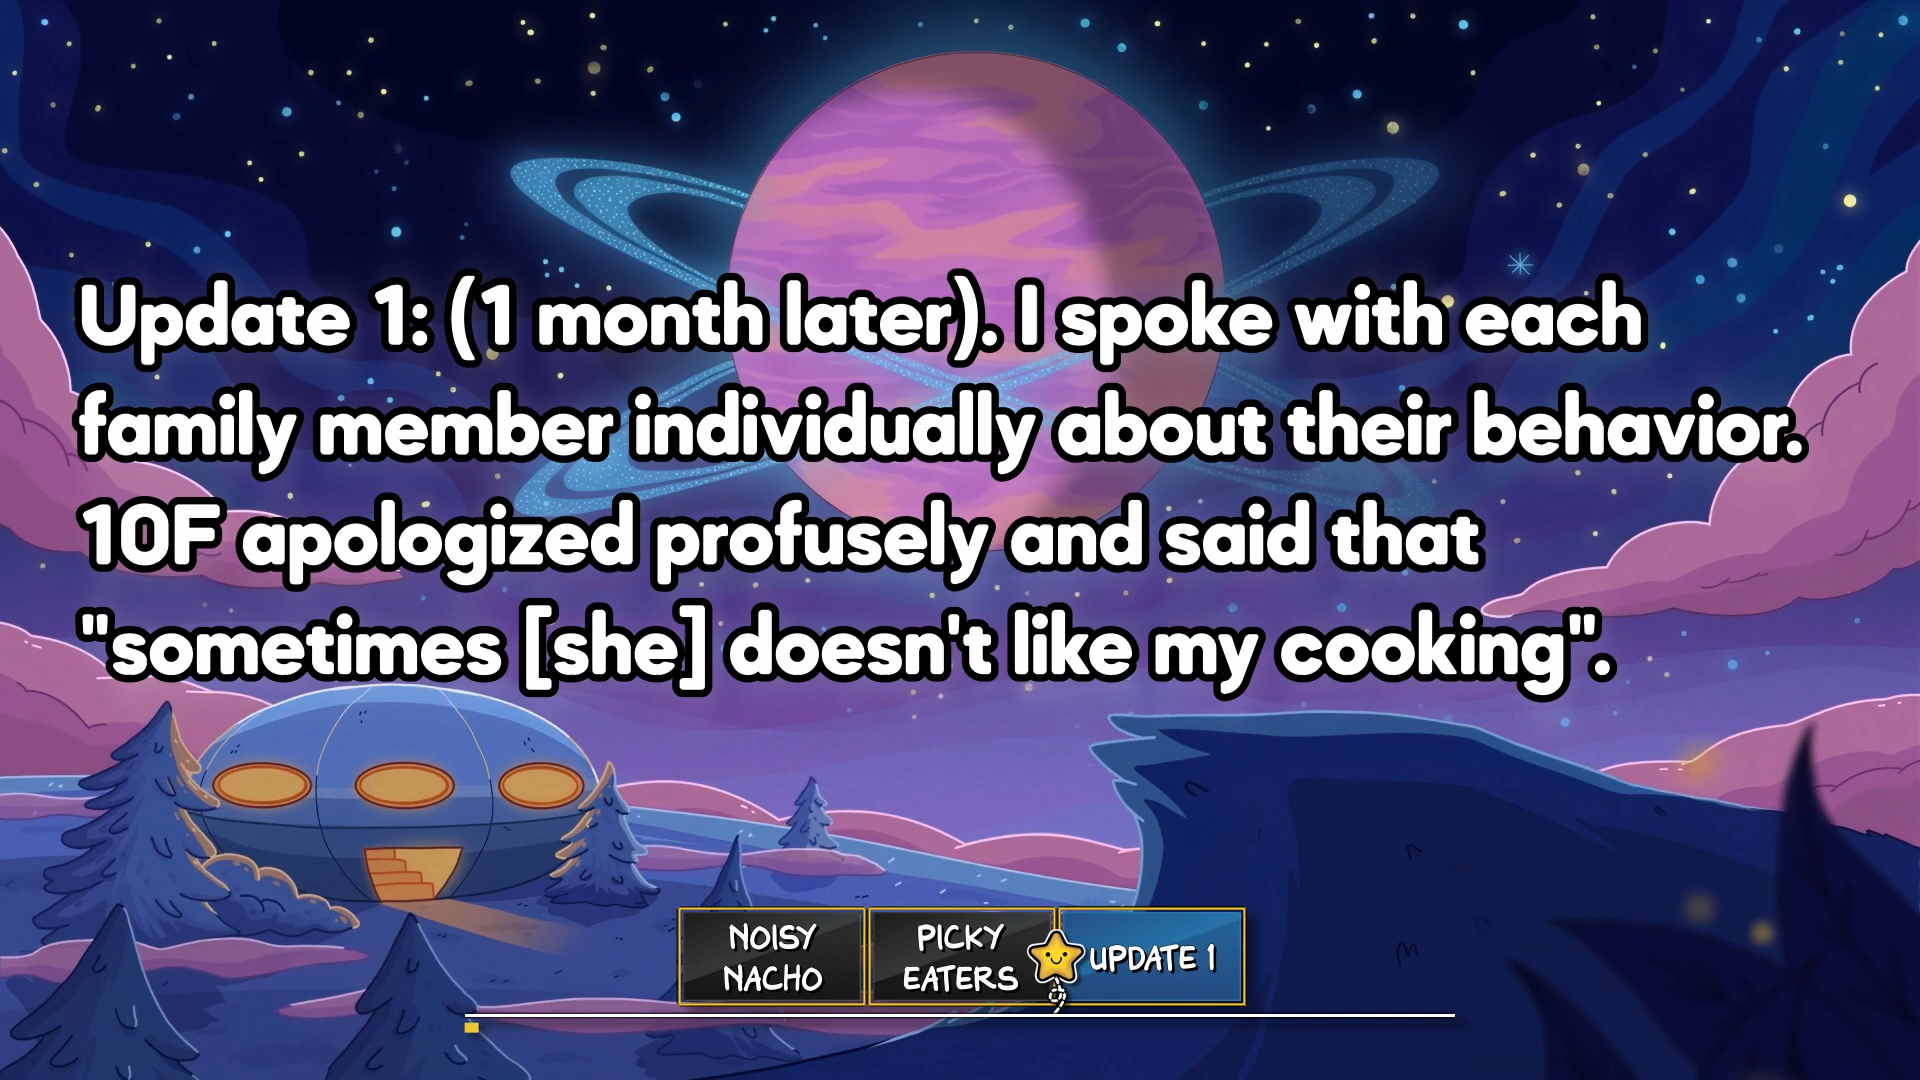 Update 1: (1 month later). I spoke with each
family member individually about their behavior.
10F apologized profusely and said that
"sometimes [she] doesn't like my cooking".
NOISY
NACHO
PICKY
EATERS
UPDATE 1